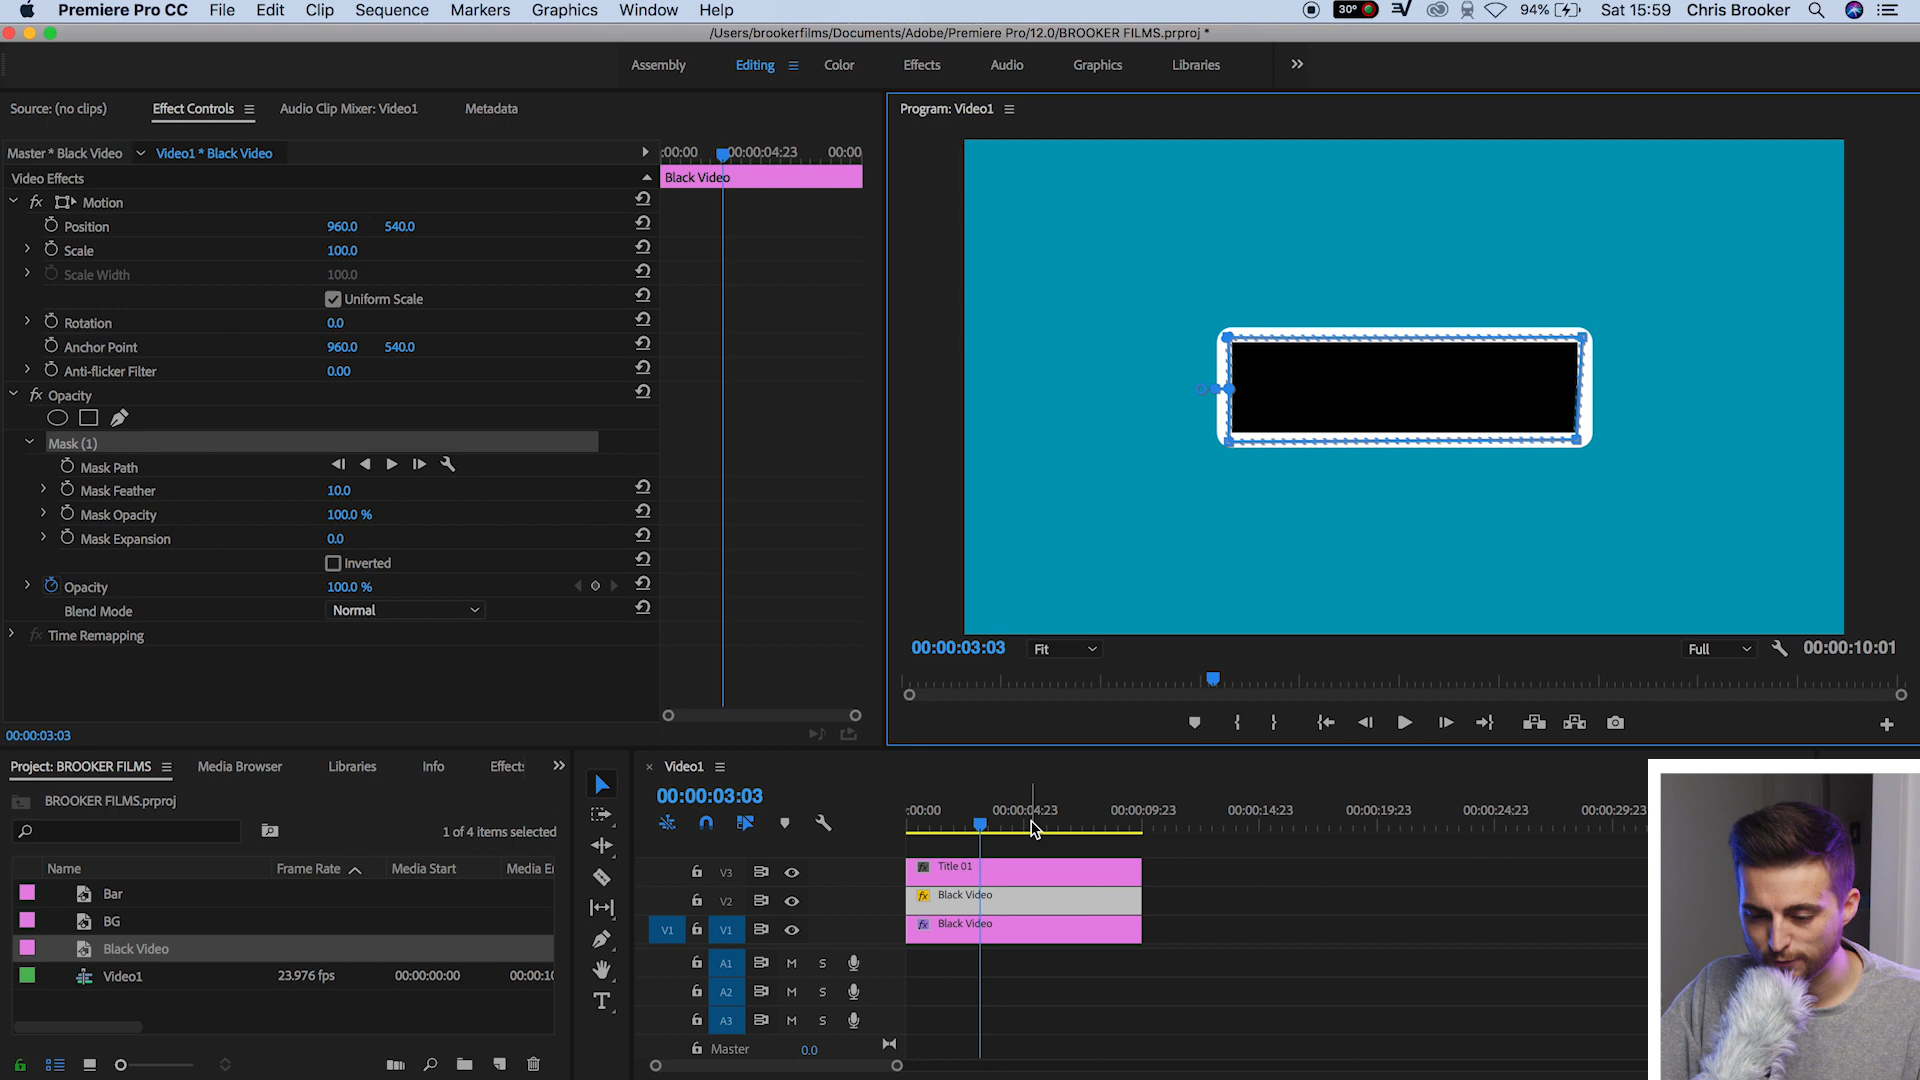 Premiere Pro CC File Edit Clip Sequence Markers Graphics Window Help 30° 94% Sat 15:59 Chris Brooker
/Users/brookerfilms/Documents/Adobe/Premiere Pro/12.0/BROOKER FILMS.prproj *
Assembly Editing Color Effects Audio Graphics Libraries
Source: (no clips) Effect Controls Audio Clip Mixer: Video1 Metadata
Program: Video1
Master * Black Video Video1 * Black Video :00:00 00:00:04:23 00:00
Video Effects Black Video
fx Motion
Position 960.0 540.0
Scale 100.0
Scale Width 100.0
Uniform Scale
Rotation 0.0
Anchor Point 960.0 540.0
Anti-flicker Filter 0.00
fx Opacity
Mask (1)
Mask Path
Mask Feather 10.0
Mask Opacity 100.0 %
Mask Expansion 0.0
Inverted
Opacity 100.0 %
Blend Mode Normal
fx Time Remapping
00:00:03:03 Fit Full 00:00:10:01
00:00:03:03
Project: BROOKER FILMS Media Browser Libraries Info Effects
BROOKER FILMS.prproj
1 of 4 items selected
Name Frame Rate Media Start Media En
Bar
BG
Black Video
Video1 23.976 fps 00:00:00:00 00:00:10
× Video1
00:00:03:03
:00:00 00:00:04:23 00:00:09:23 00:00:14:23 00:00:19:23 00:00:24:23 00:00:29:23
V3 fx Title 01
V2 fx Black Video
V1 V1 fx Black Video
A1 M S
A2 M S
A3 M S
Master 0.0
T